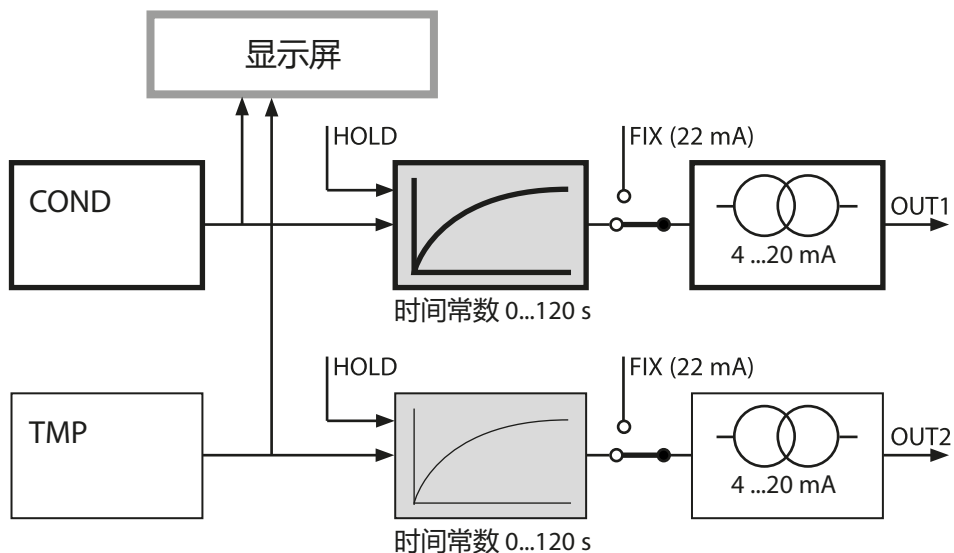 显示屏
HOLD
FIX (22 mA)
COND
OUT1
4 ...20 mA
时间常数 0...120 s
HOLD
FIX (22 mA)
TMP
OUT2
4 ...20 mA
时间常数 0...120 s